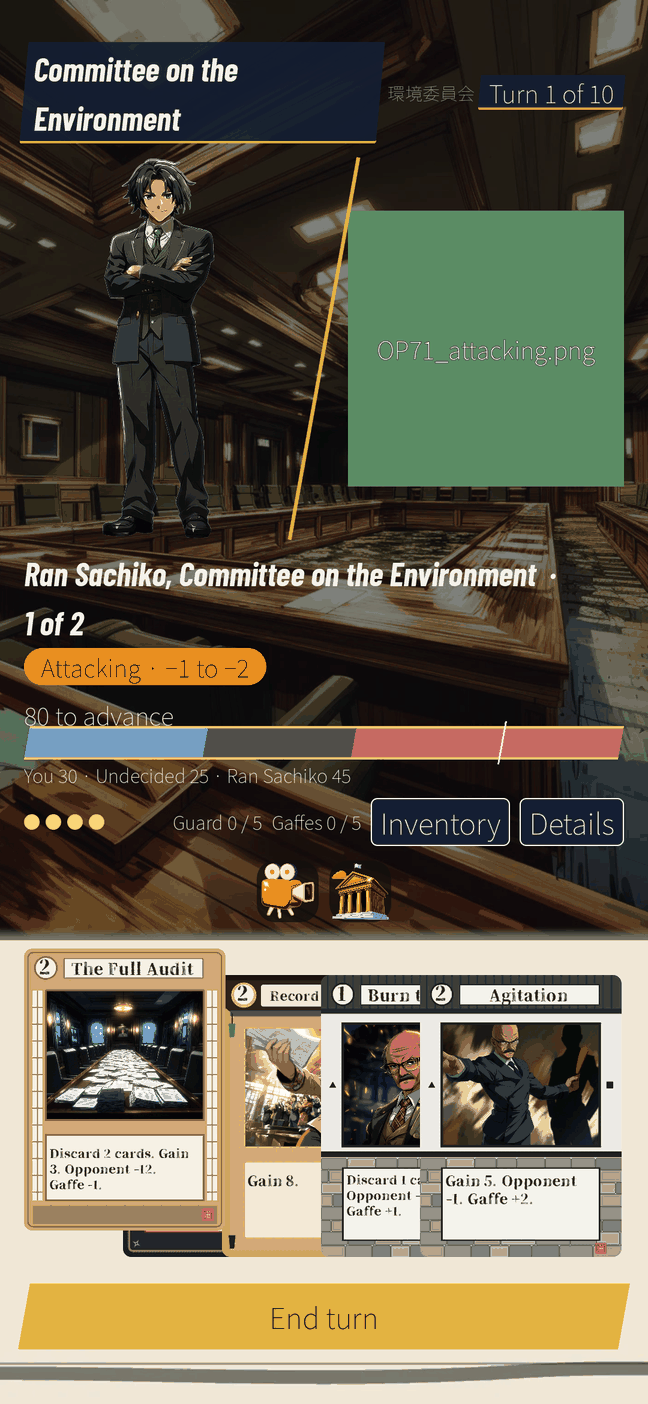 Committee on the
Environment
環境委員会
Turn 1 of 10
OP71_attacking.png
Ran Sachiko, Committee on the Environment ·
1 of 2
Attacking · −1 to −2
80 to advance
You 30 · Undecided 25 · Ran Sachiko 45
Guard 0 / 5 Gaffes 0 / 5
Inventory
Details
2
The Full Audit
Discard 2 cards. Gain
3. Opponent -12.
Gaffe -1.
2
Record
Gain 8.
1
Burn t
Discard 1 ca
Opponent -
Gaffe +1.
2
Agitation
Gain 5. Opponent
-1. Gaffe +2.
End turn